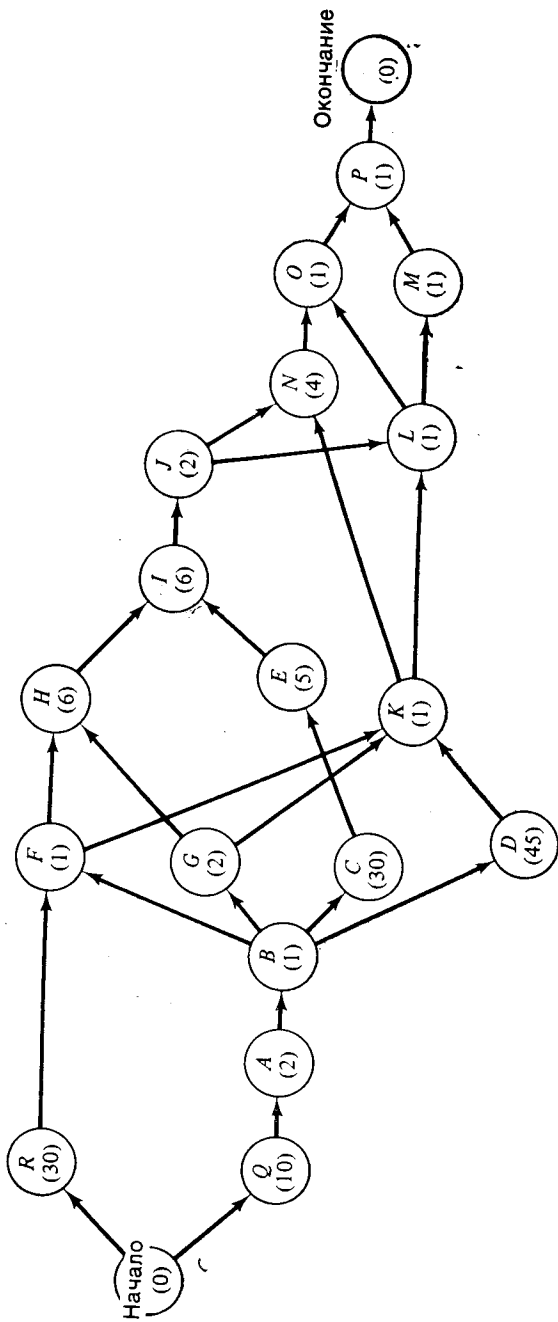 Начало
(0)
R
(30)
Q
(10)
A
(2)
B
(1)
F
(1)
G
(2)
C
(30)
D
(45)
H
(6)
E
(5)
K
(1)
I
(6)
J
(2)
N
(4)
L
(1)
O
(1)
M
(1)
P
(1)
Окончание
(0)